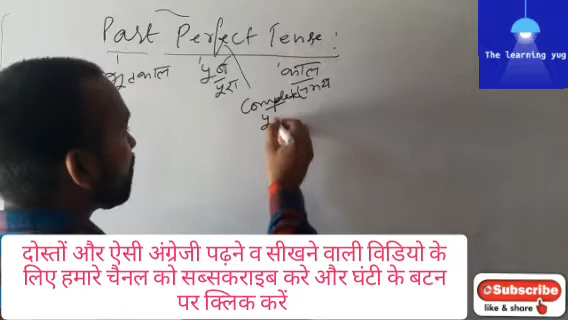 Past Perfect Tense :
भूतकाल पूर्ण काल
पूरा समय
Complete
पू
The learning yug
दोस्तों और ऐसी अंग्रेजी पढ़ने व सीखने वाली विडियो के
लिए हमारे चैनल को सब्सकराइब करे और घंटी के बटन
पर क्लिक करें
Subscribe
like & share